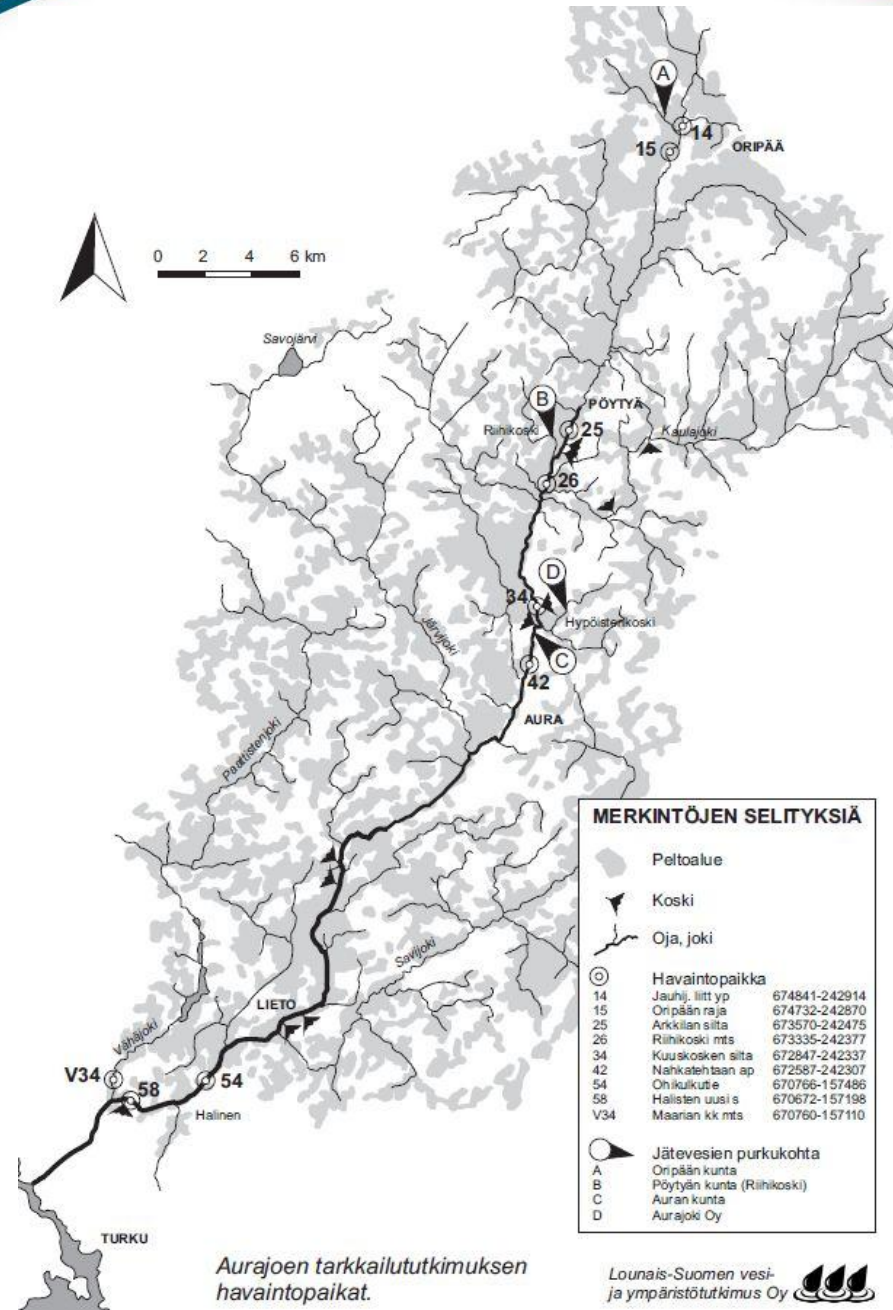 A
14
15
ORIPÄÄ
0 2 4 6 km
Savojärvi
B
PÖYTYÄ
Riihikoski
25
Kaulajoki
26
D
34
Hypöistenkoski
C
42
Järvijoki
AURA
Paattistenjoki
Savijoki
LIETO
Vähäjoki
V34
58
54
Halinen
TURKU
MERKINTÖJEN SELITYKSIÄ
Peltoalue
Koski
Oja, joki
Havaintopaikka
14 Jauhij. liitt yp 674841-242914
15 Oripään raja 674732-242870
25 Arkkilan silta 673570-242475
26 Riihikoski mts 673335-242377
34 Kuuskosken silta 672847-242337
42 Nahkatehtaan ap 672587-242307
54 Ohikulkutie 670766-157486
58 Halisten uusi s 670672-157198
V34 Maarian kk mts 670760-157110
Jätevesien purkukohta
A Oripään kunta
B Pöytyän kunta (Riihikoski)
C Auran kunta
D Aurajoki Oy
Aurajoen tarkkailututkimuksen
havaintopaikat.
Lounais-Suomen vesi-
ja ympäristötutkimus Oy